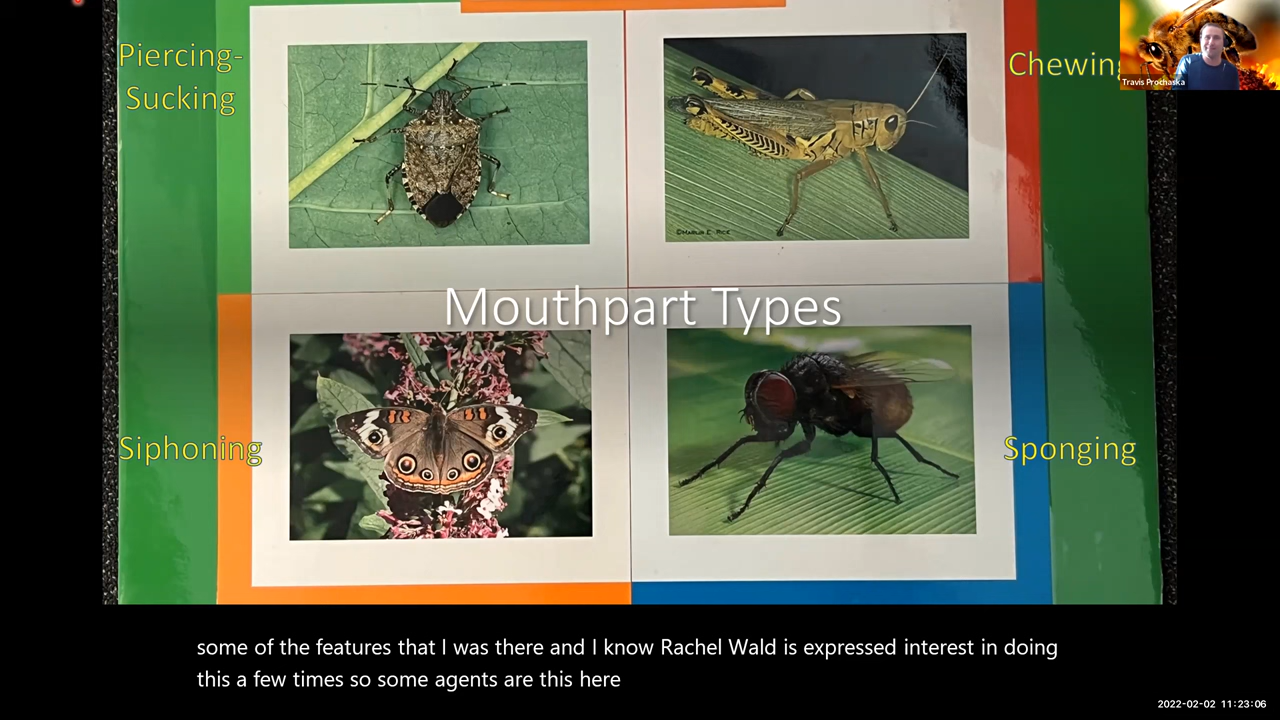 Piercing-
Sucking
Chewing
Travis Prochaska
©MARLIN E. RICE
Mouthpart Types
Siphoning
Sponging
some of the features that I was there and I know Rachel Wald is expressed interest in doing
this a few times so some agents are this here
2022-02-02 11:23:06